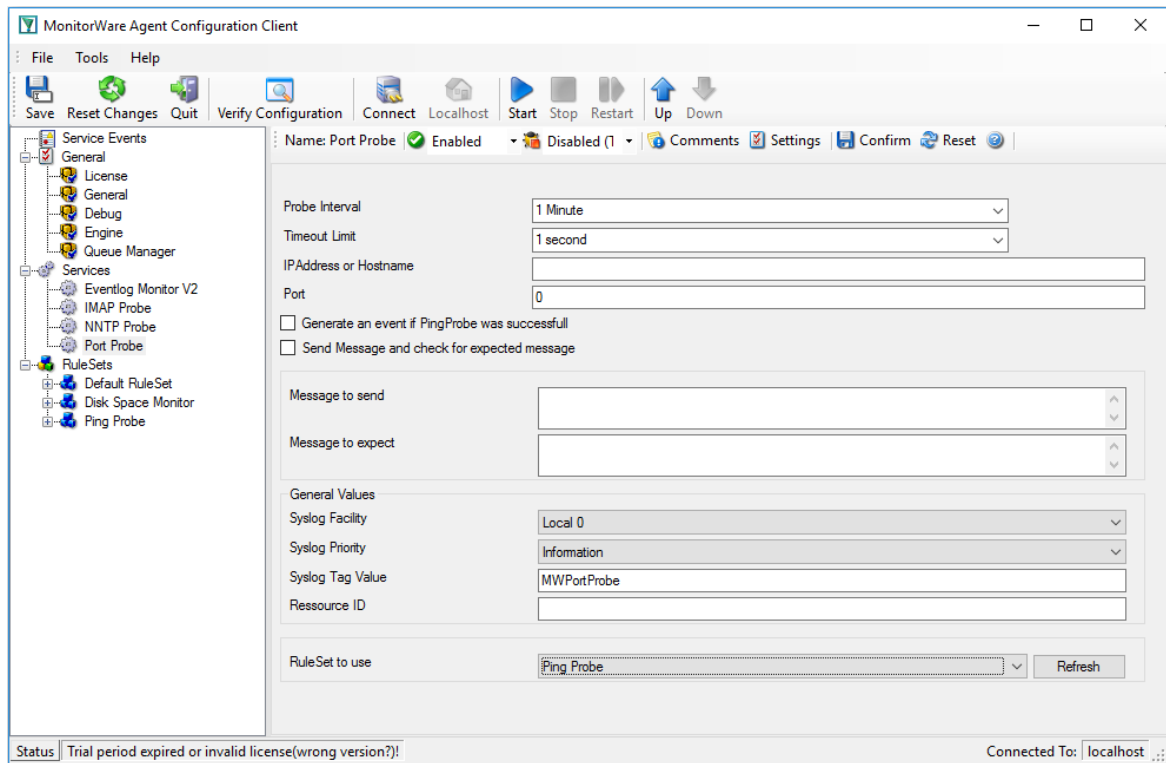 MonitorWare Agent Configuration Client
File Tools Help
Save Reset Changes Quit Verify Configuration Connect Localhost Start Stop Restart Up Down
Service Events
General
License
General
Debug
Engine
Queue Manager
Services
Eventlog Monitor V2
IMAP Probe
NNTP Probe
Port Probe
RuleSets
Default RuleSet
Disk Space Monitor
Ping Probe
Name: Port Probe Enabled Disabled (T Comments Settings Confirm Reset
Probe Interval 1 Minute
Timeout Limit 1 second
IPAddress or Hostname
Port 0
Generate an event if PingProbe was successfull
Send Message and check for expected message
Message to send
Message to expect
General Values
Syslog Facility Local 0
Syslog Priority Information
Syslog Tag Value MWPortProbe
Ressource ID
RuleSet to use Ping Probe Refresh
Status Trial period expired or invalid license(wrong version?)! Connected To: localhost